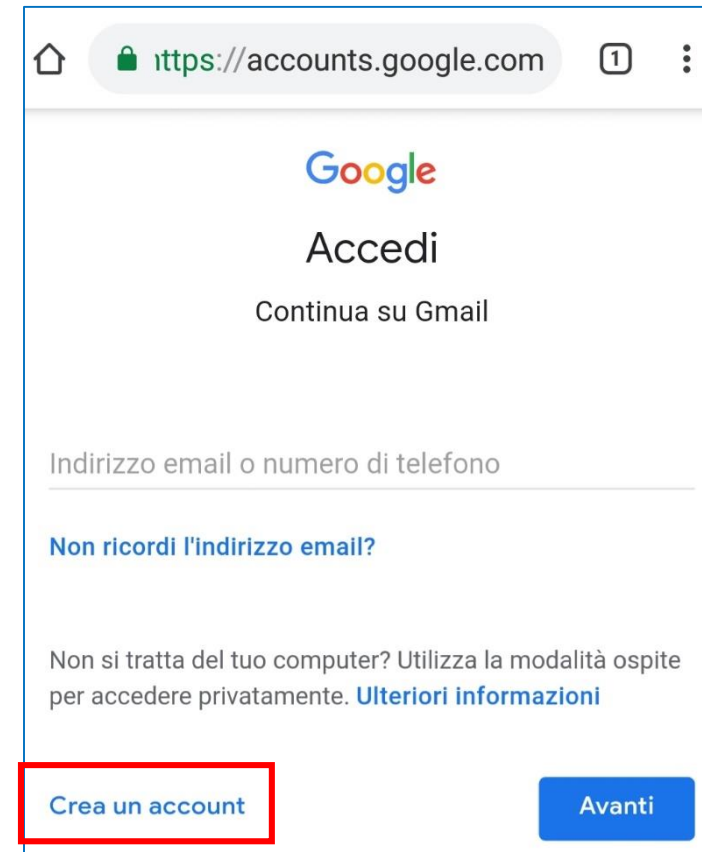 ttps://accounts.google.com 1
Google
Accedi
Continua su Gmail
Indirizzo email o numero di telefono
Non ricordi l'indirizzo email?
Non si tratta del tuo computer? Utilizza la modalità ospite
per accedere privatamente. Ulteriori informazioni
Crea un account Avanti